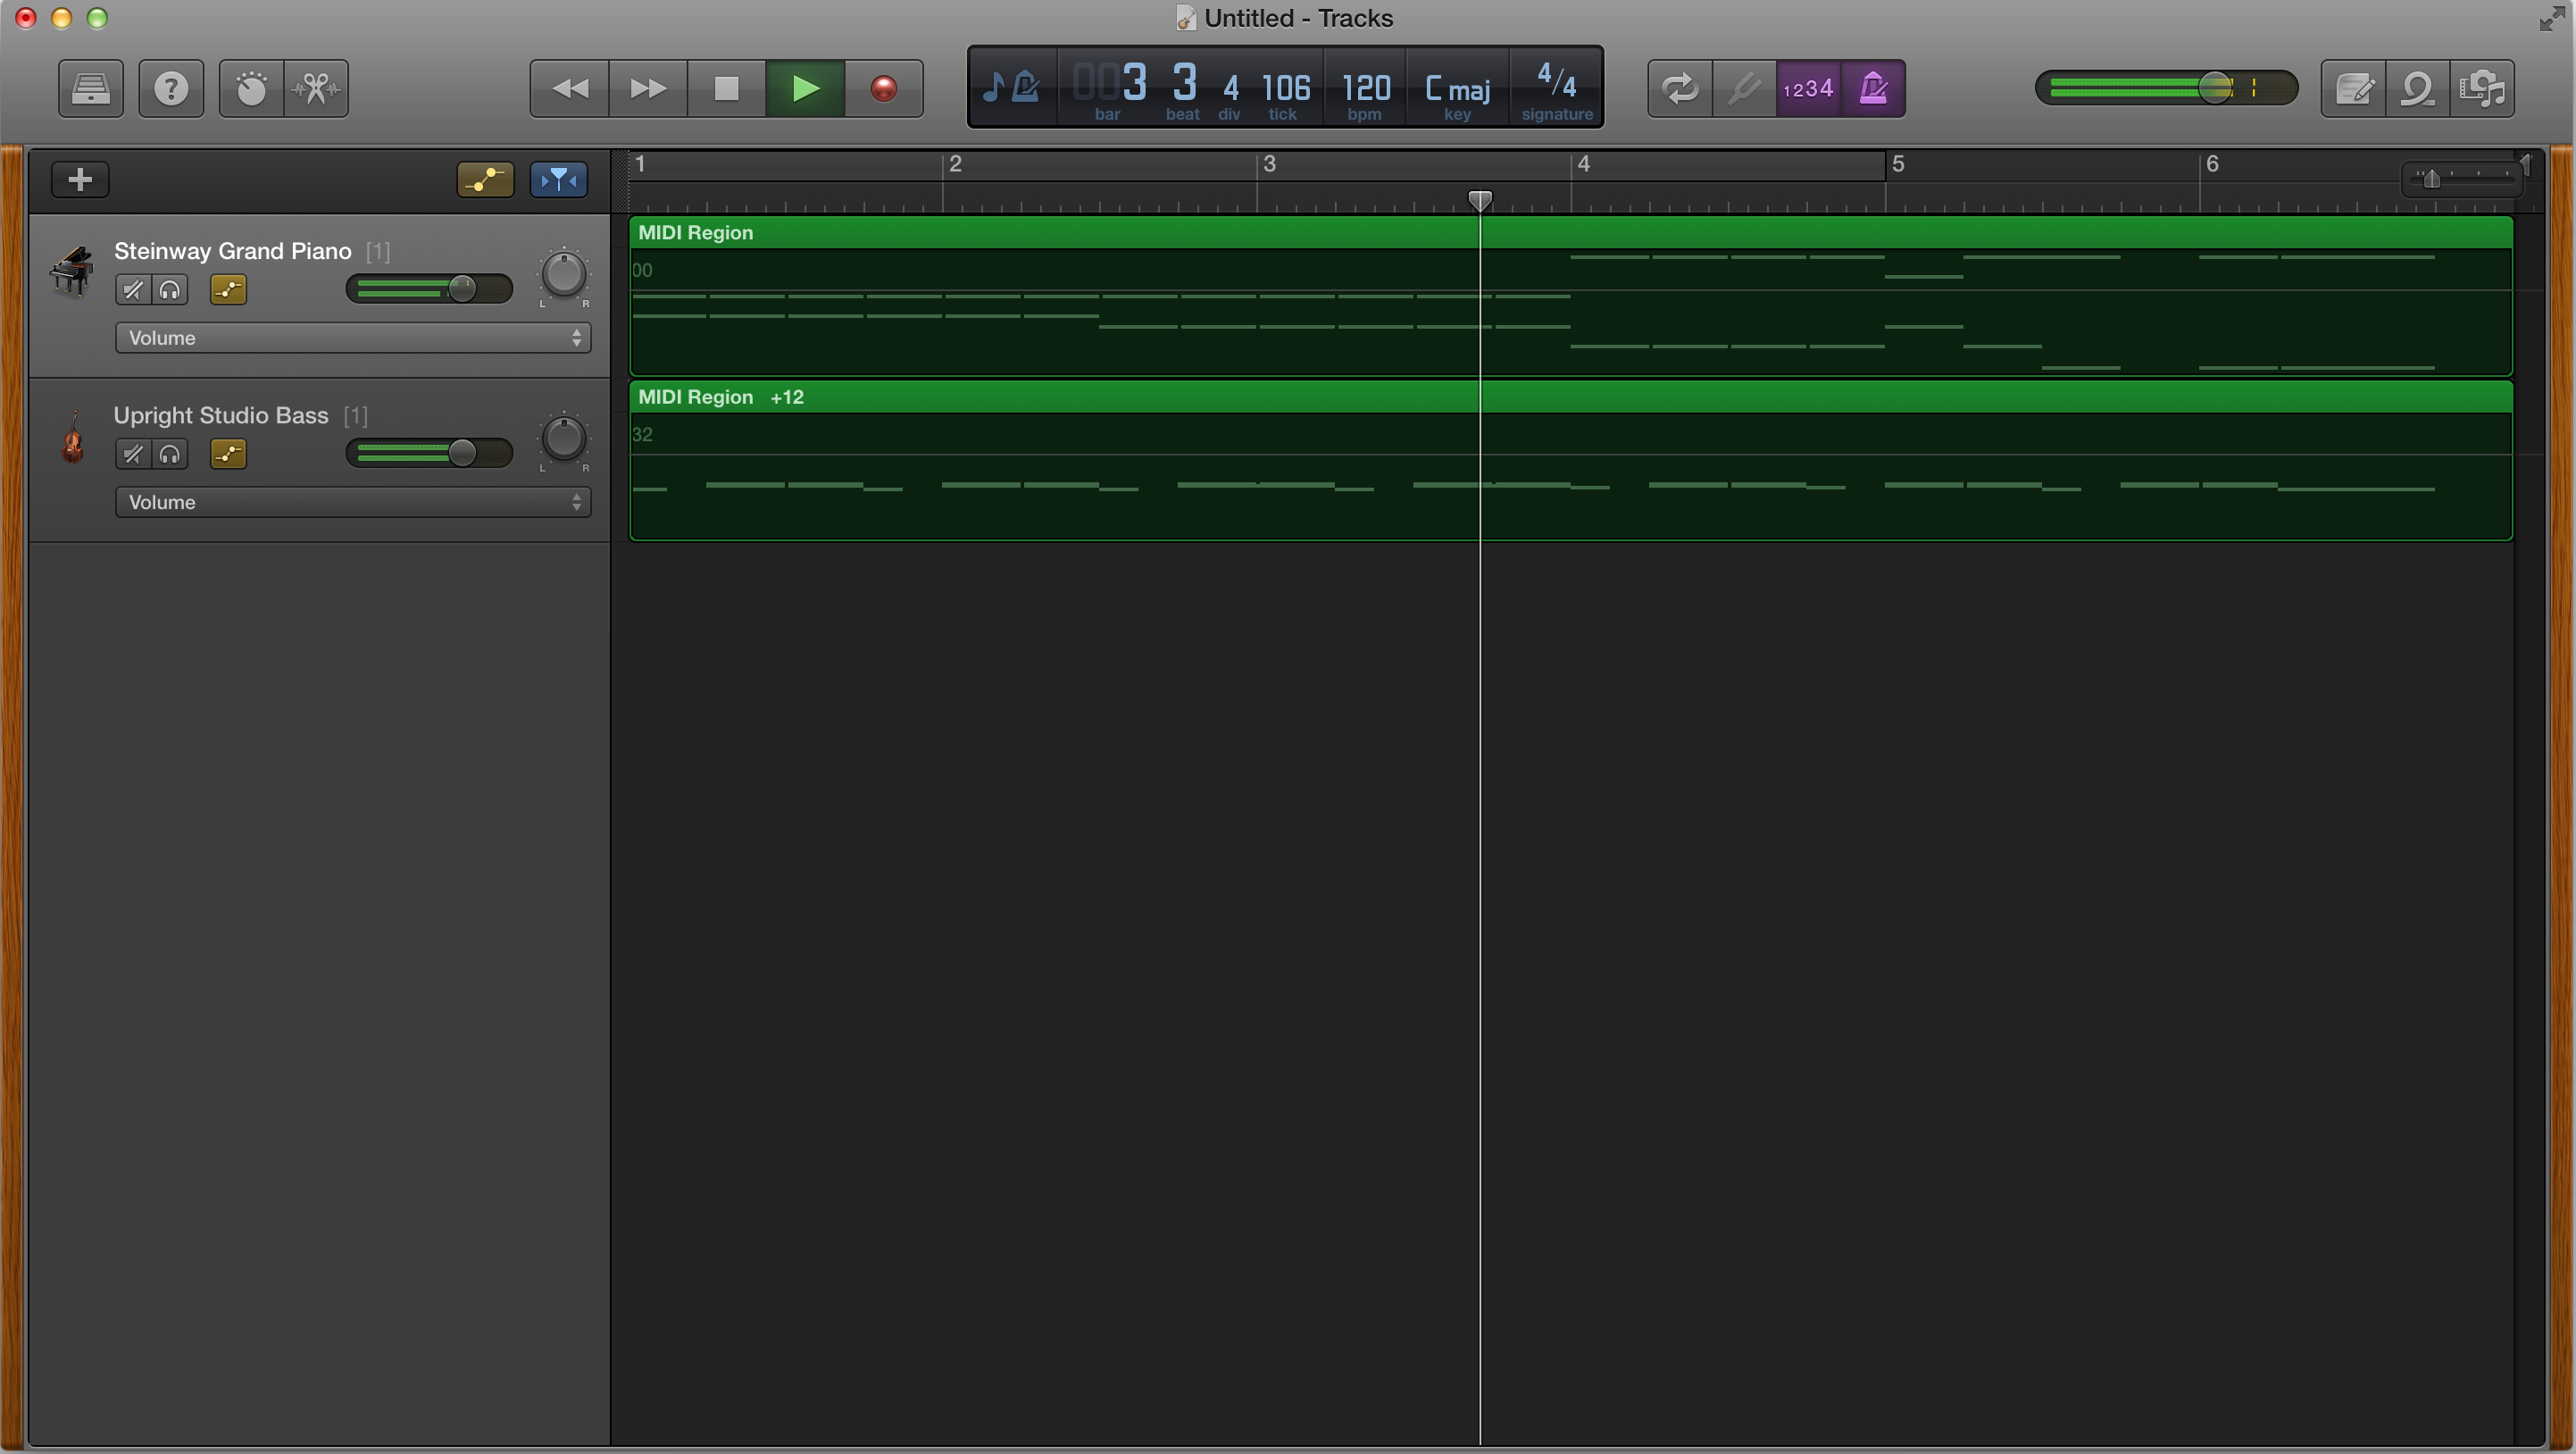 Untitled - Tracks
?
003 3 4 106 120 C maj 4/4
bar beat div tick bpm key signature
1234
1 2 3 4 5 6
Steinway Grand Piano [1]
L R
Volume
MIDI Region
00
Upright Studio Bass [1]
L R
Volume
MIDI Region +12
32